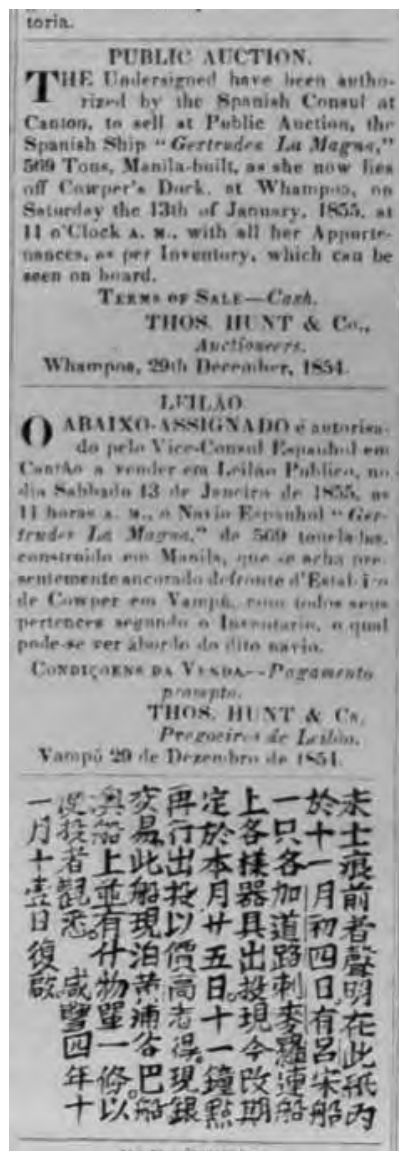 toria.
PUBLIC AUCTION.
THE Undersigned have been autho-
rized by the Spanish Consul at
Canton, to sell at Public Auction, the
Spanish Ship "Gertrudes La Magna,"
569 Tons, Manila-built, as she now lies
off Cowper's Dock, at Whampoa, on
Saturday the 13th of January, 1855, at
11 o'Clock A. M., with all her Appurte-
nances, as per Inventory, which can be
seen on board.
TERMS OF SALE—Cash.
THOS. HUNT & Co.,
Auctioneers.
Whampoa, 29th December, 1854.
LEILÃO
O ABAIXO-ASSIGNADO é autorisa-
do pelo Vice-Consul Espanhol em
Cantão a vender em Leilão Publico, no
dia Sabbado 13 de Janeiro de 1855, as
11 horas A. M., o Navio Espanhol "Ger-
trudes La Magna," de 569 toneladas,
construido em Manila, que se acha pre-
sentemente ancorado defronte d'Estab.
de Cowper em Vampú, com todos seus
pertences segundo o Inventario, o qual
pode-se ver abordo do dito navio.
CONDIÇOENS DA VENDA--Pagamento
prompto.
THOS. HUNT & Ca.
Pregoeiros de Leilão.
Vampú 29 de Dezembro de 1854.
未士痕前者聲明在此紙內
於十一月初四日。有呂宋船
一只各加道路刺麥羅連船
上各樣器具出投現今改期
定於本月廿五日。十一鐘點
再行出投以價高者得。現銀
交易此船現泊黃浦咎巴船
澳船上並有什物單一條以
便投者觀悉。咸豐四年十
一月十壹日復啟